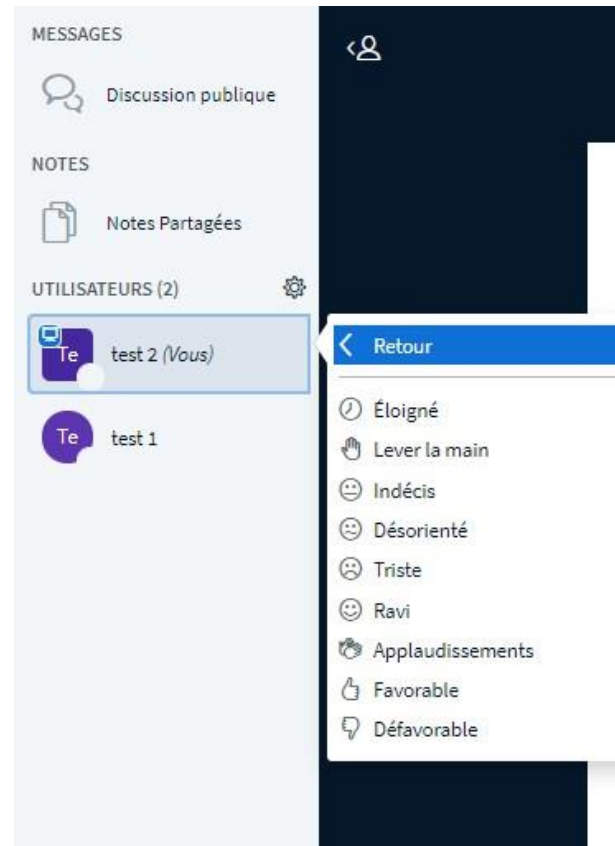 MESSAGES
Discussion publique
NOTES
Notes Partagées
UTILISATEURS (2)
Te
test 2 (Vous)
Te
test 1
Retour
Éloigné
Lever la main
Indécis
Désorienté
Triste
Ravi
Applaudissements
Favorable
Défavorable